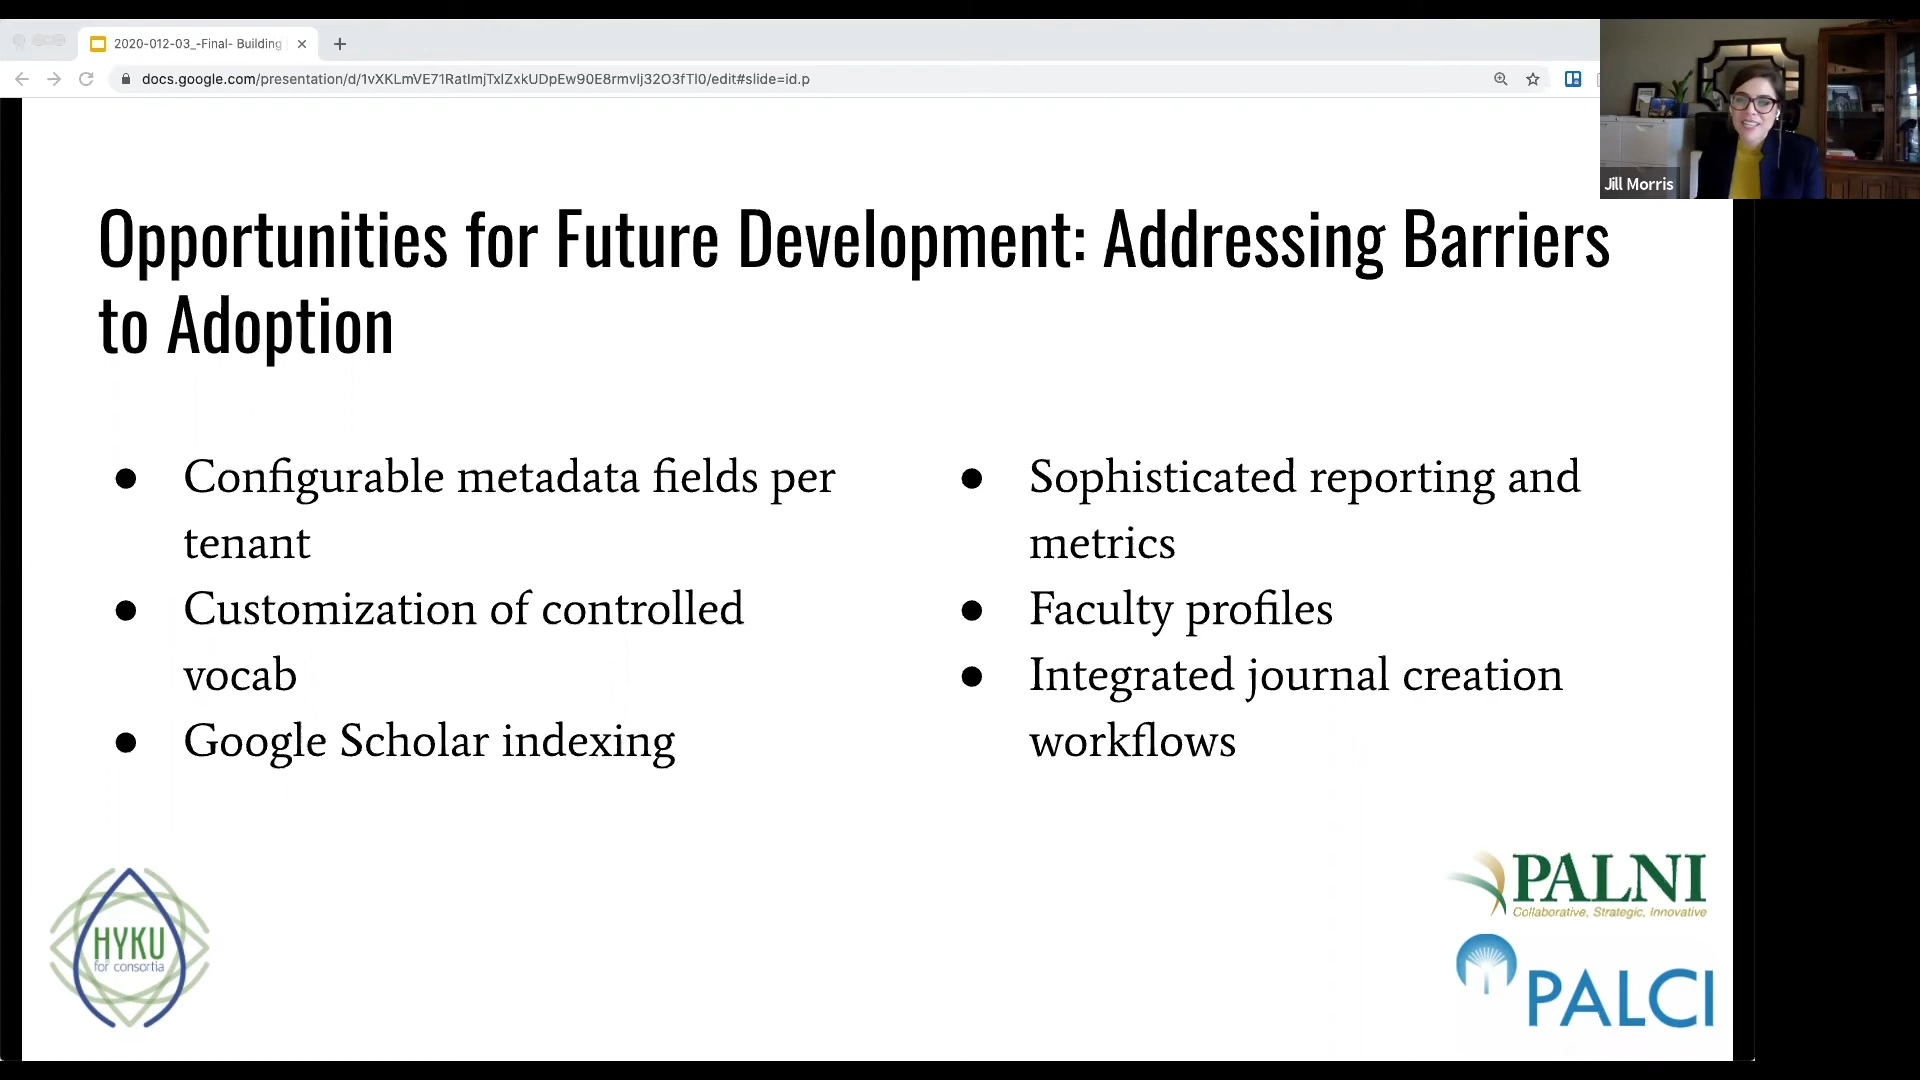 2020-012-03_-Final- Building
docs.google.com/presentation/d/1vXKLmVE71RatImjTxIZxkUDpEw90E8rmvIj32O3fTI0/edit#slide=id.p
Jill Morris
Opportunities for Future Development: Addressing Barriers
to Adoption
● Configurable metadata fields per
tenant
● Customization of controlled
vocab
● Google Scholar indexing
● Sophisticated reporting and
metrics
● Faculty profiles
● Integrated journal creation
workflows
HYKU
for consortia
PALNI
Collaborative, Strategic, Innovative
PALCI